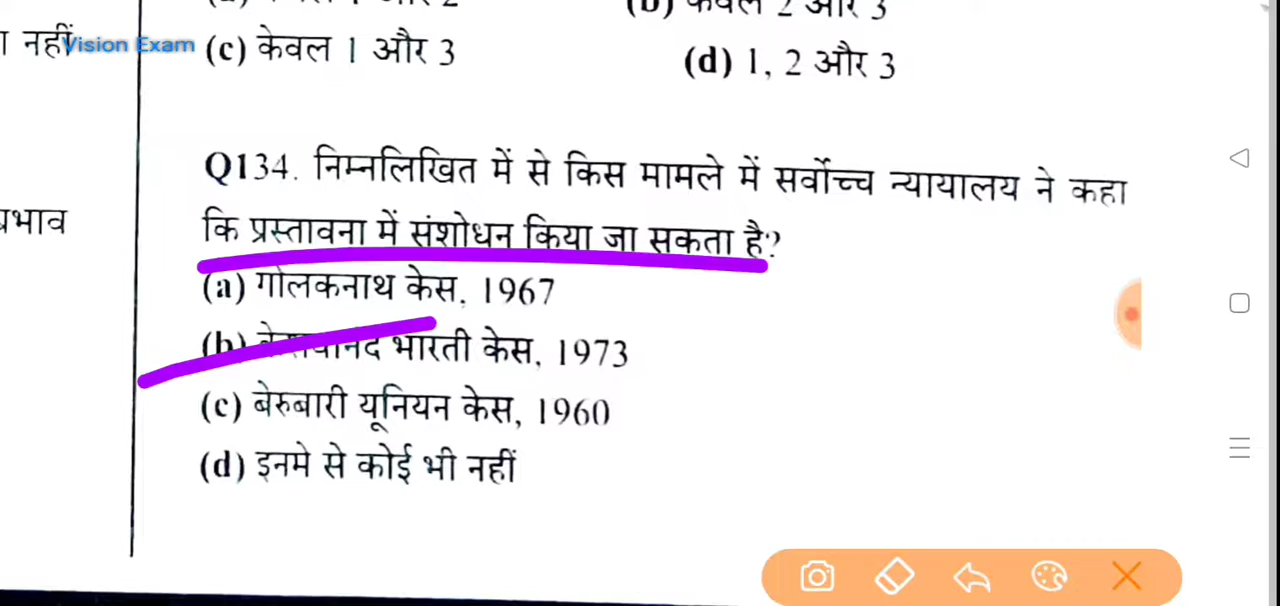 (c) केवल 1 और 3
(d) 1, 2 और 3
ा नहीं
Vision Exam
Q134. निम्नलिखित में से किस मामले में सर्वोच्च न्यायालय ने कहा
कि प्रस्तावना में संशोधन किया जा सकता है?
(a) गोलकनाथ केस, 1967
(b) भारती केस, 1973
(c) बेरुबारी यूनियन केस, 1960
(d) इनमे से कोई भी नहीं